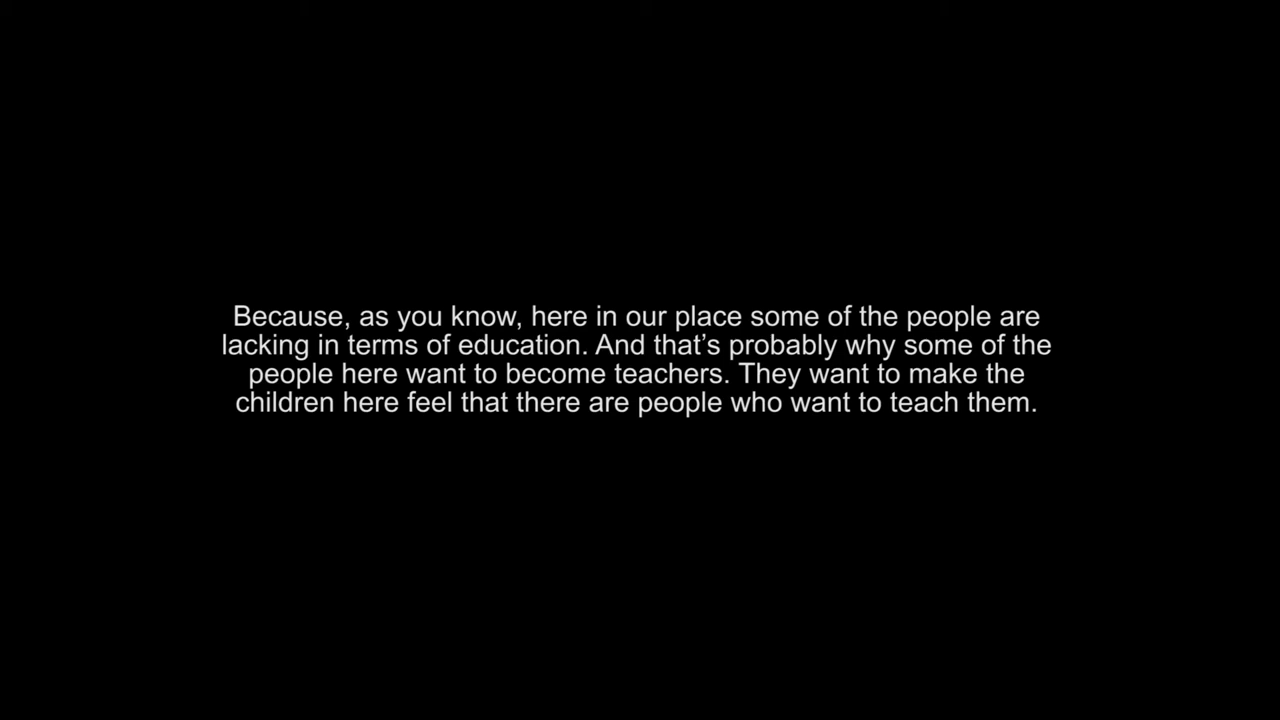 Because, as you know, here in our place some of the people are
lacking in terms of education. And that’s probably why some of the
people here want to become teachers. They want to make the
children here feel that there are people who want to teach them.